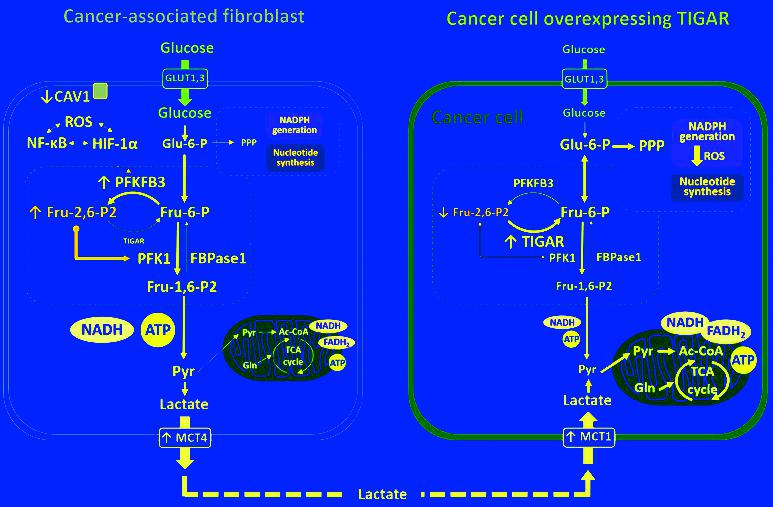 Cancer-associated fibroblast
Glucose
GLUT1,3
Glucose
↓CAV1
ROS
NF-κB HIF-1α
Glu-6-P
PPP
NADPH
generation
Nucleotide
synthesis
↑ PFKFB3
↑ Fru-2,6-P2
Fru-6-P
TIGAR
PFK1
FBPase1
Fru-1,6-P2
NADH
ATP
Pyr
Lactate
Pyr
Ac-CoA
Gln
TCA
cycle
NADH
FADH₂
ATP
↑ MCT4
Lactate
Cancer cell overexpressing TIGAR
Glucose
GLUT1,3
Glucose
Cancer cell
Glu-6-P
PPP
NADPH
generation
↓ROS
Nucleotide
synthesis
PFKFB3
↓ Fru-2,6-P2
Fru-6-P
↑ TIGAR
PFK1
FBPase1
Fru-1,6-P2
NADH
ATP
Pyr
Lactate
Pyr
Ac-CoA
Gln
TCA
cycle
NADH
FADH₂
ATP
↑ MCT1